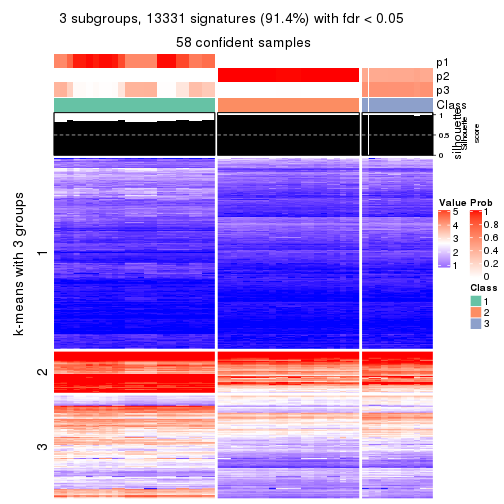 3 subgroups, 13331 signatures (91.4%) with fdr < 0.05
58 confident samples
p1
p2
p3
Class
1
0.5
0
silhouette
Silhouette
score
k-means with 3 groups
1
2
3
Value
5
4
3
2
1
Prob
1
0.8
0.6
0.4
0.2
0
Class
1
2
3